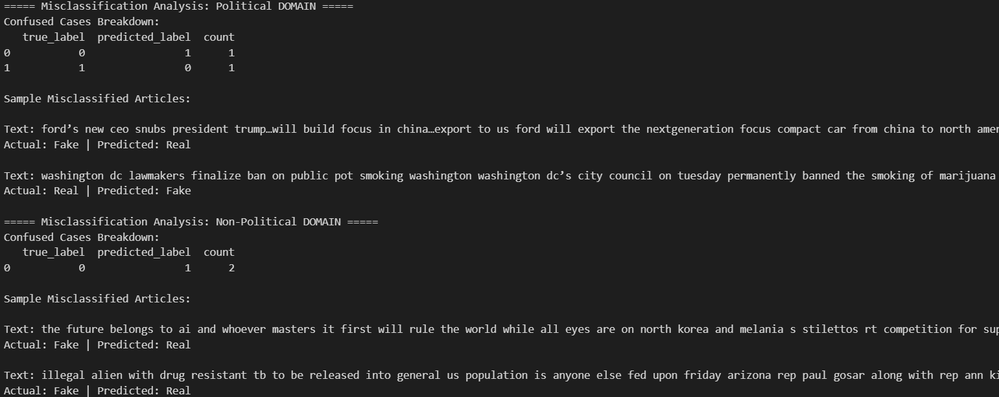 ===== Misclassification Analysis: Political DOMAIN =====
Confused Cases Breakdown:
   true_label  predicted_label  count
0           0                1      1
1           1                0      1
Sample Misclassified Articles:
Text: ford’s new ceo snubs president trump…will build focus in china…export to us ford will export the nextgeneration focus compact car from china to north
Actual: Fake | Predicted: Real
Text: washington dc lawmakers finalize ban on public pot smoking washington washington dc’s city council on tuesday permanently banned the smoking of marijuana
Actual: Real | Predicted: Fake
===== Misclassification Analysis: Non-Political DOMAIN =====
Confused Cases Breakdown:
   true_label  predicted_label  count
0           0                1      2
Sample Misclassified Articles:
Text: the future belongs to ai and whoever masters it first will rule the world while all eyes are on north korea and melania s stilettos rt competition for
Actual: Fake | Predicted: Real
Text: illegal alien with drug resistant tb to be released into general us population is anyone else fed upon friday arizona rep paul gosar along with rep ann
Actual: Fake | Predicted: Real